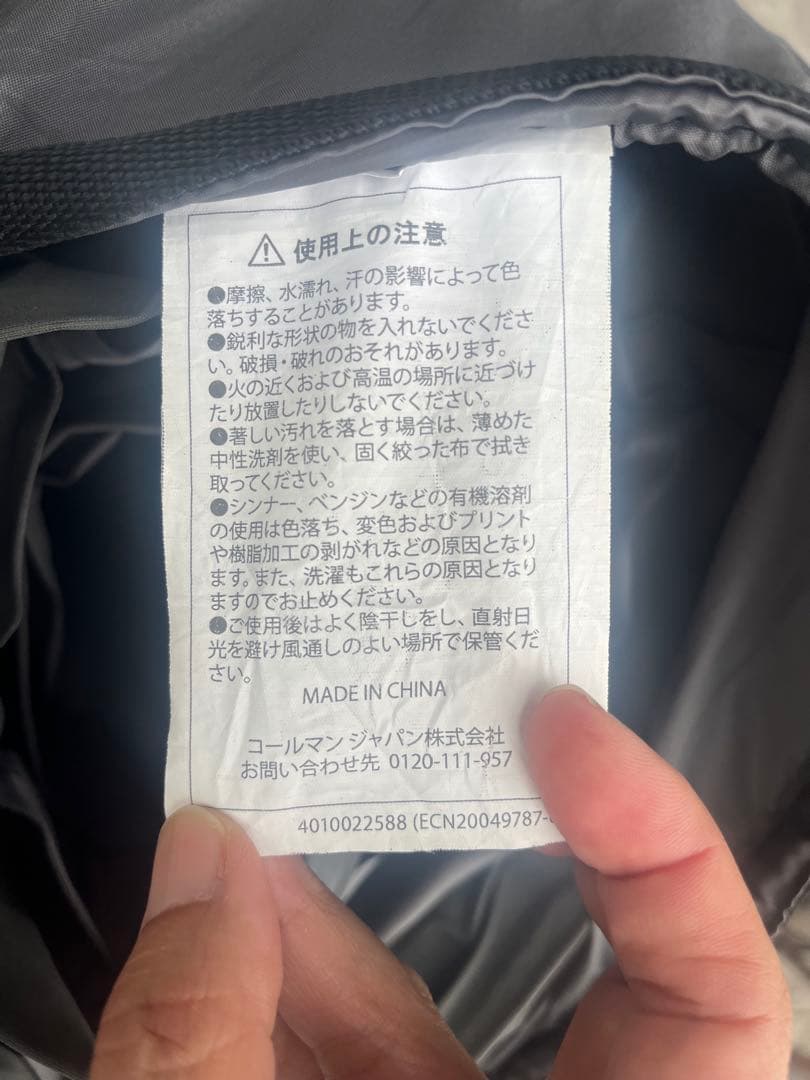 ⚠ 使用上の注意
●摩擦、水濡れ、汗の影響によって色
落ちすることがあります。
●鋭利な形状の物を入れないでくださ
い。破損・破れのおそれがあります。
●火の近くおよび高温の場所に近づけ
たり放置したりしないでください。
●著しい汚れを落とす場合は、薄めた
中性洗剤を使い、固く絞った布で拭き
取ってください。
●シンナー、ベンジンなどの有機溶剤
の使用は色落ち、変色およびプリント
や樹脂加工の剥がれなどの原因となり
ます。また、洗濯もこれらの原因となり
ますのでお止めください。
●ご使用後はよく陰干しをし、直射日
光を避け風通しのよい場所で保管くだ
さい。
MADE IN CHINA
コールマン ジャパン株式会社
お問い合わせ先 0120-111-957
4010022588 (ECN20049787-